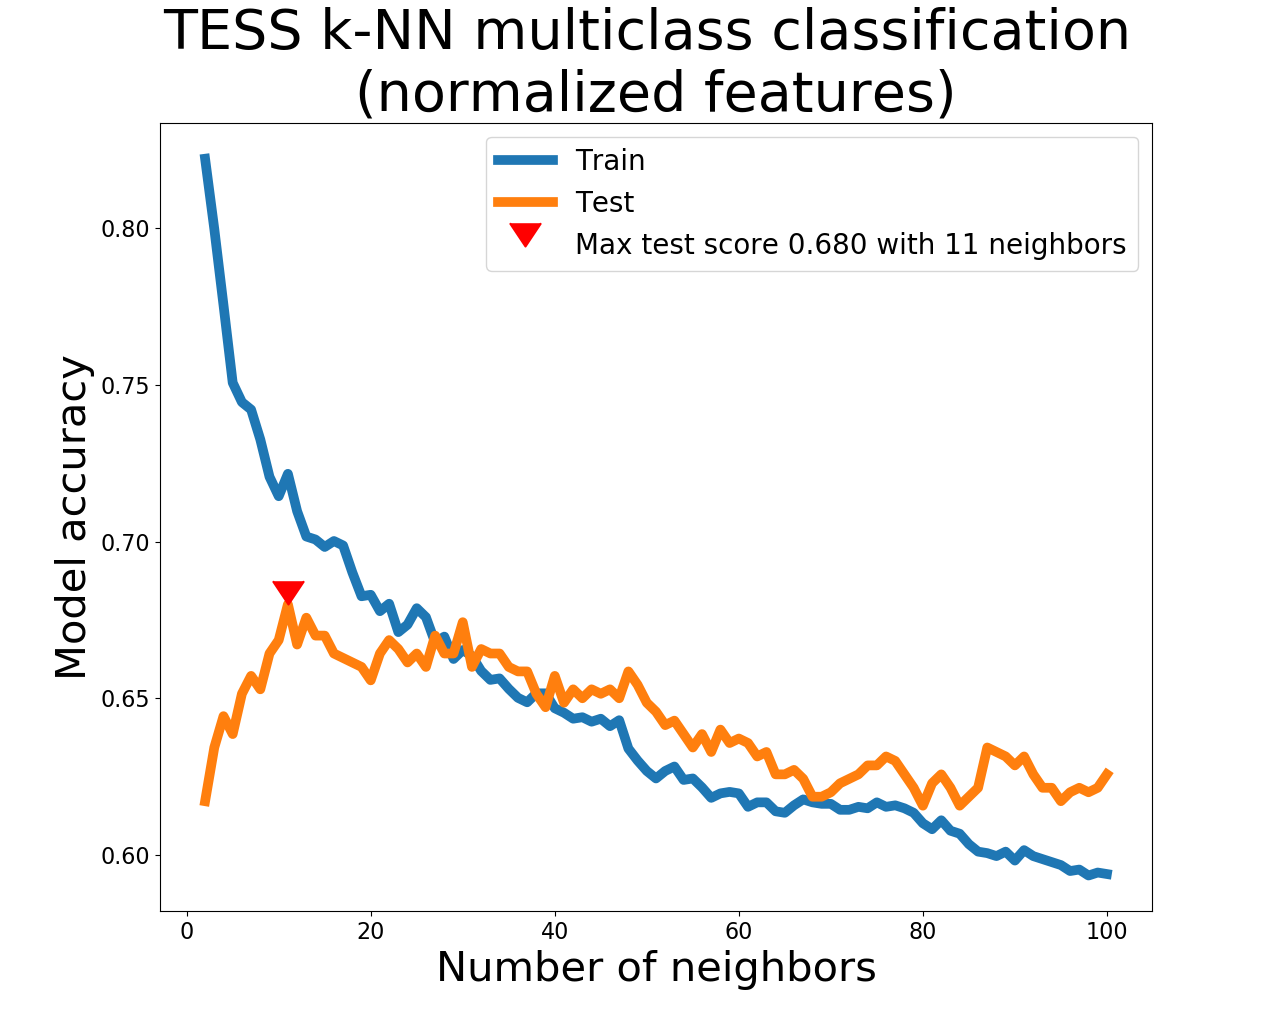 TESS k-NN multiclass classification
(normalized features)
Train
Test
Max test score 0.680 with 11 neighbors
Model accuracy
0.80
0.75
0.70
0.65
0.60
0
20
40
60
80
100
Number of neighbors